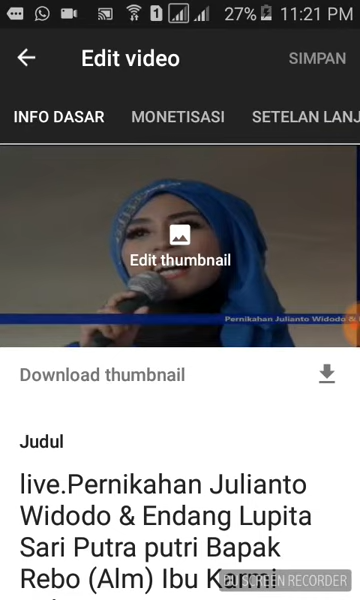 27% 11:21 PM
Edit video
SIMPAN
INFO DASAR
MONETISASI
SETELAN LANJ
Edit thumbnail
Pernikahan Julianto Widodo &
Download thumbnail
Judul
live.Pernikahan Julianto
Widodo & Endang Lupita
Sari Putra putri Bapak
Rebo (Alm) Ibu Karmi
DU SCREEN RECORDER